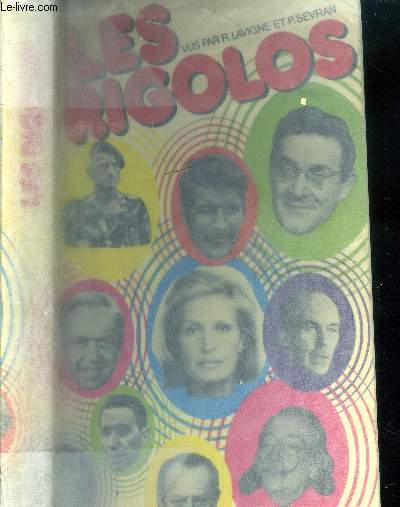 Le-livre.com
LES
VUS PAR R. LAVIGNE ET P. SEVRAN
RIGOLOS